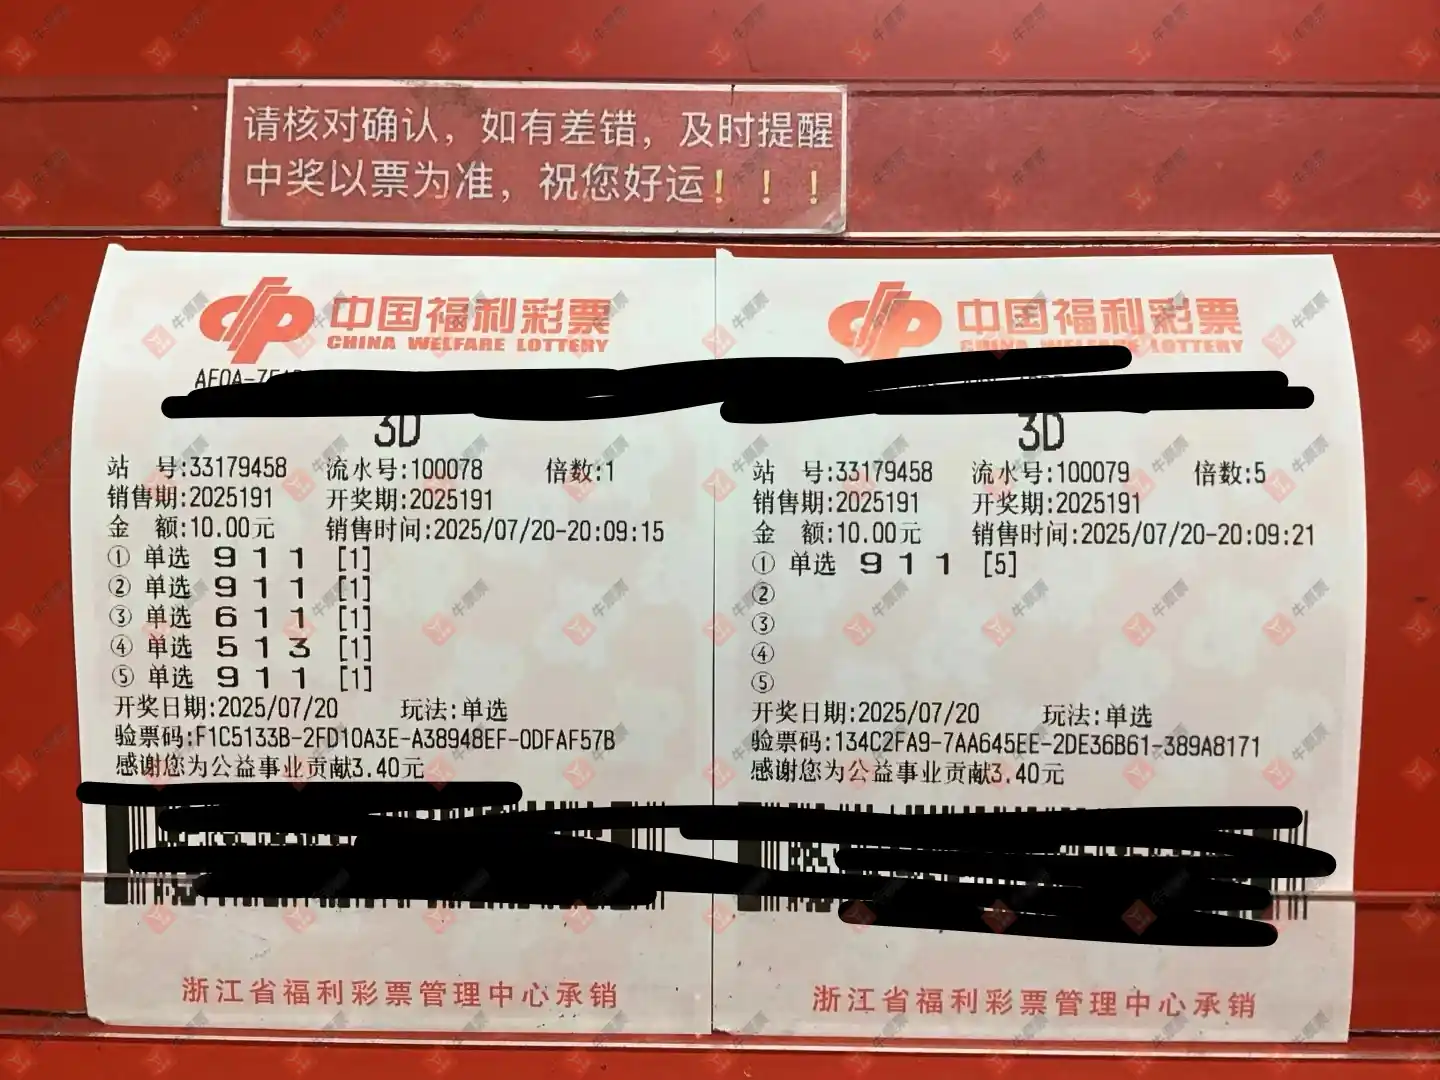 请核对确认，如有差错，及时提醒
中奖以票为准，祝您好运！！！
中国福利彩票
CHINA WELFARE LOTTERY
3D
站 号:33179458 流水号:100078 倍数:1
销售期:2025191 开奖期:2025191
金 额:10.00元 销售时间:2025/07/20-20:09:15
① 单选 9 1 1 [1]
② 单选 9 1 1 [1]
③ 单选 6 1 1 [1]
④ 单选 5 1 3 [1]
⑤ 单选 9 1 1 [1]
开奖日期:2025/07/20 玩法:单选
验票码:F1C5133B-2FD10A3E-A38948EF-0DFAF57B
感谢您为公益事业贡献3.40元
浙江省福利彩票管理中心承销
中国福利彩票
CHINA WELFARE LOTTERY
3D
站 号:33179458 流水号:100079 倍数:5
销售期:2025191 开奖期:2025191
金 额:10.00元 销售时间:2025/07/20-20:09:21
① 单选 9 1 1 [5]
②
③
④
⑤
开奖日期:2025/07/20 玩法:单选
验票码:134C2FA9-7AA645EE-2DE36B61-389A8171
感谢您为公益事业贡献3.40元
浙江省福利彩票管理中心承销